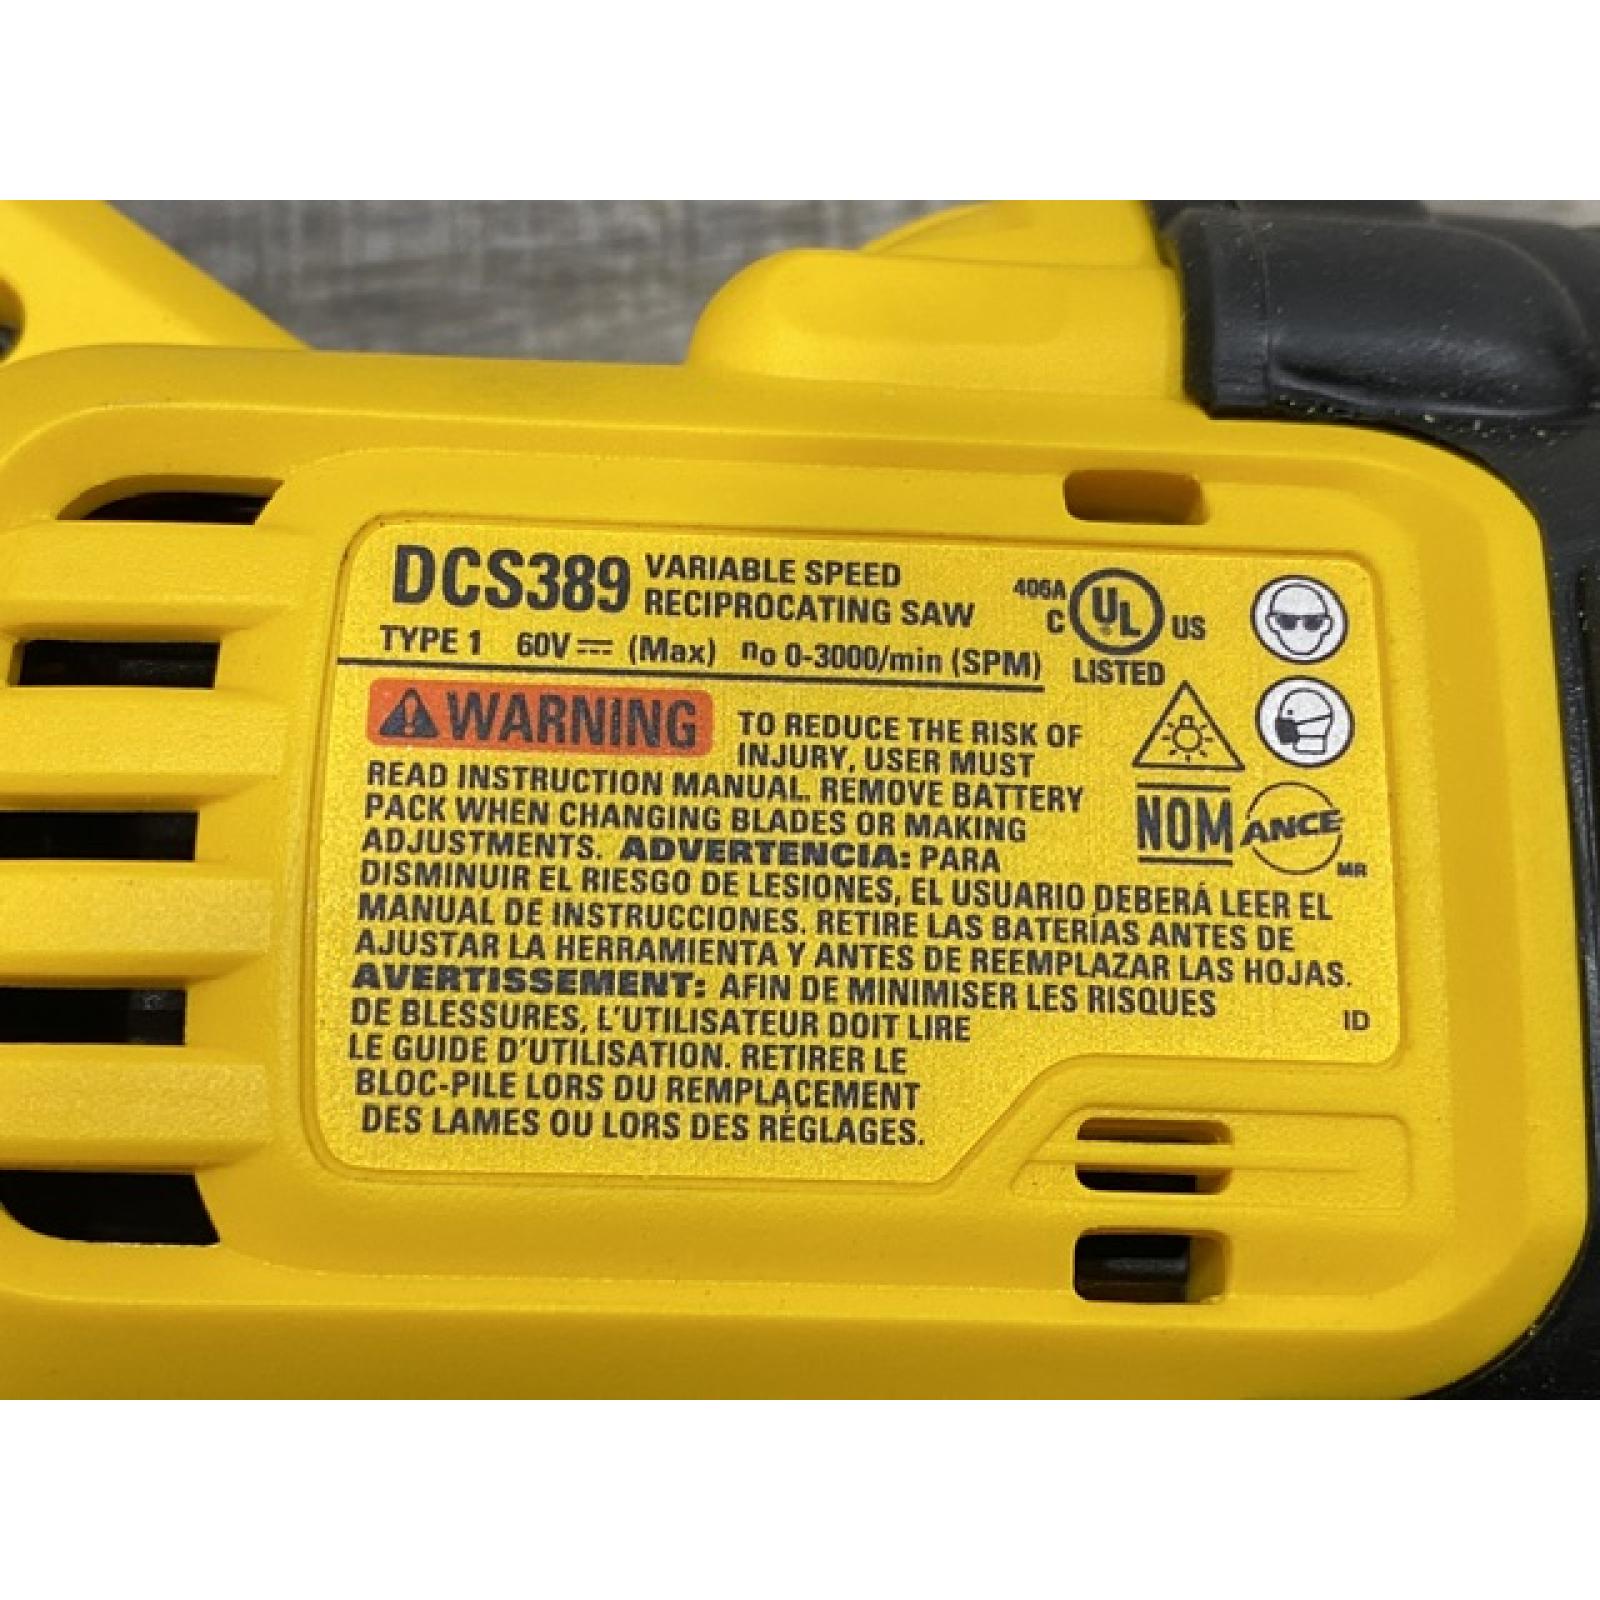 DCS389 VARIABLE SPEED
RECIPROCATING SAW
TYPE 1 60V ⎓ (Max) no 0-3000/min (SPM)
406A
C UL US
LISTED
WARNING TO REDUCE THE RISK OF
INJURY, USER MUST
READ INSTRUCTION MANUAL. REMOVE BATTERY
PACK WHEN CHANGING BLADES OR MAKING
ADJUSTMENTS. ADVERTENCIA: PARA
DISMINUIR EL RIESGO DE LESIONES, EL USUARIO DEBERÁ LEER EL
MANUAL DE INSTRUCCIONES. RETIRE LAS BATERÍAS ANTES DE
AJUSTAR LA HERRAMIENTA Y ANTES DE REEMPLAZAR LAS HOJAS.
AVERTISSEMENT: AFIN DE MINIMISER LES RISQUES
DE BLESSURES, L'UTILISATEUR DOIT LIRE
LE GUIDE D'UTILISATION. RETIRER LE
BLOC-PILE LORS DU REMPLACEMENT
DES LAMES OU LORS DES RÉGLAGES.
NOM ANCE
MR
ID